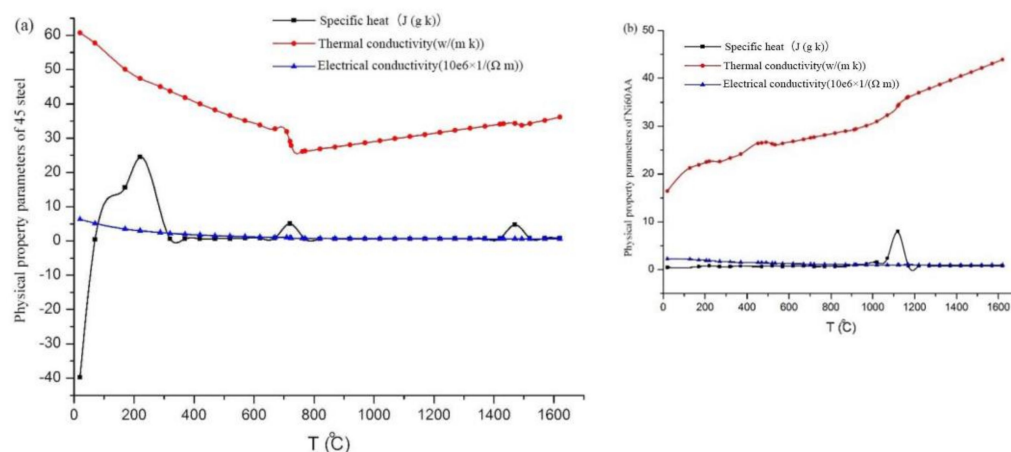 (a)
Specific heat (J (g k))
Thermal conductivity(w/(m k))
Electrical conductivity(10e6×1/(Ω m))
Physical property parameters of 45 steel
60
50
40
30
20
10
0
-10
-20
-30
-40
0 200 400 600 800 1000 1200 1400 1600
T (℃)
(b)
Specific heat (J (g k))
Thermal conductivity(w/(m k))
Electrical conductivity(10e6×1/(Ω m))
Physical property parameters of Ni60AA
50
40
30
20
10
0
0 200 400 600 800 1000 1200 1400 1600
T (℃)